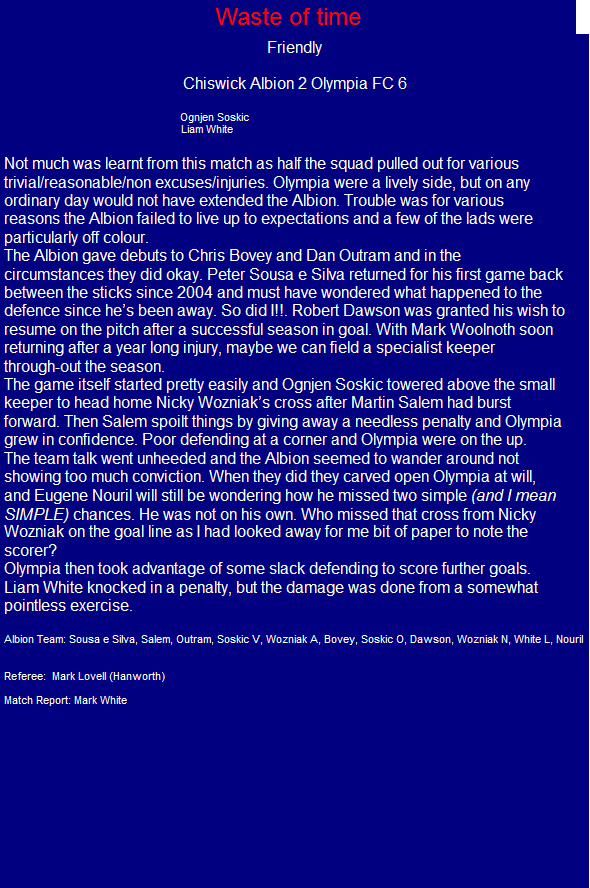 Waste of time
Friendly
Chiswick Albion 2 Olympia FC 6
Ognjen Soskic
Liam White
Not much was learnt from this match as half the squad pulled out for various
trivial/reasonable/non excuses/injuries. Olympia were a lively side, but on any
ordinary day would not have extended the Albion. Trouble was for various
reasons the Albion failed to live up to expectations and a few of the lads were
particularly off colour.
The Albion gave debuts to Chris Bovey and Dan Outram and in the
circumstances they did okay. Peter Sousa e Silva returned for his first game back
between the sticks since 2004 and must have wondered what happened to the
defence since he's been away. So did I!!. Robert Dawson was granted his wish to
resume on the pitch after a successful season in goal. With Mark Woolnoth soon
returning after a year long injury, maybe we can field a specialist keeper
through-out the season.
The game itself started pretty easily and Ognjen Soskic towered above the small
keeper to head home Nicky Wozniak's cross after Martin Salem had burst
forward. Then Salem spoilt things by giving away a needless penalty and Olympia
grew in confidence. Poor defending at a corner and Olympia were on the up.
The team talk went unheeded and the Albion seemed to wander around not
showing too much conviction. When they did they carved open Olympia at will,
and Eugene Nouril will still be wondering how he missed two simple (and I mean
SIMPLE) chances. He was not on his own. Who missed that cross from Nicky
Wozniak on the goal line as I had looked away for me bit of paper to note the
scorer?
Olympia then took advantage of some slack defending to score further goals.
Liam White knocked in a penalty, but the damage was done from a somewhat
pointless exercise.
Albion Team: Sousa e Silva, Salem, Outram, Soskic V, Wozniak A, Bovey, Soskic O, Dawson, Wozniak N, White L, Nouril
Referee: Mark Lovell (Hanworth)
Match Report: Mark White